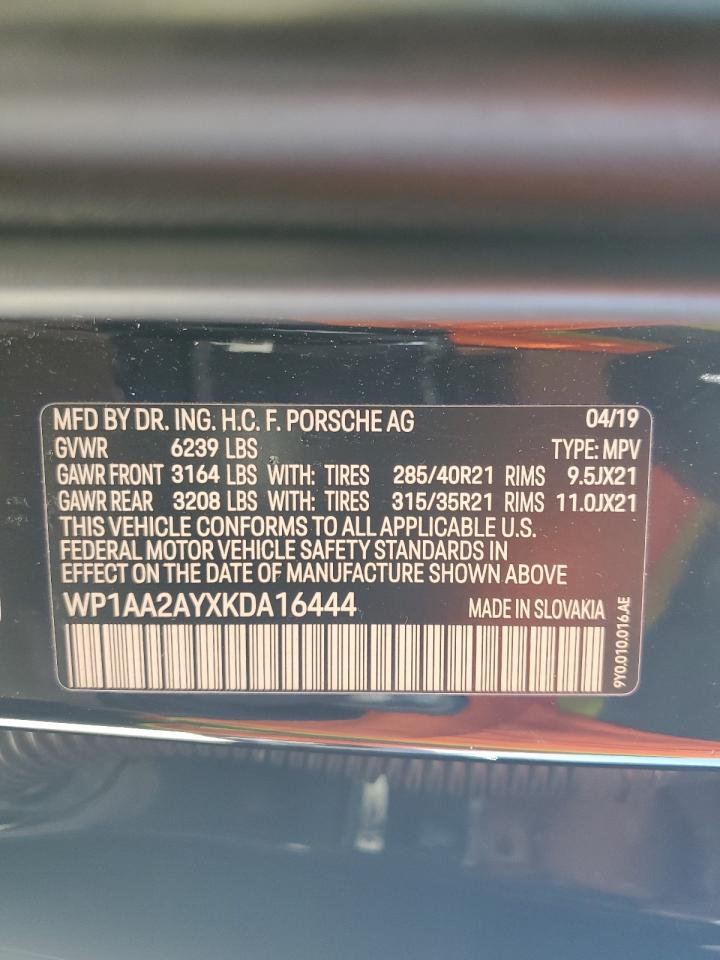 MFD BY DR. ING. H.C. F. PORSCHE AG 04/19
GVWR 6239 LBS TYPE: MPV
GAWR FRONT 3164 LBS WITH: TIRES 285/40R21 RIMS 9.5JX21
GAWR REAR 3208 LBS WITH: TIRES 315/35R21 RIMS 11.0JX21
THIS VEHICLE CONFORMS TO ALL APPLICABLE U.S.
FEDERAL MOTOR VEHICLE SAFETY STANDARDS IN
EFFECT ON THE DATE OF MANUFACTURE SHOWN ABOVE
WP1AA2AYXKDA16444 MADE IN SLOVAKIA
9Y0.010.016.AE